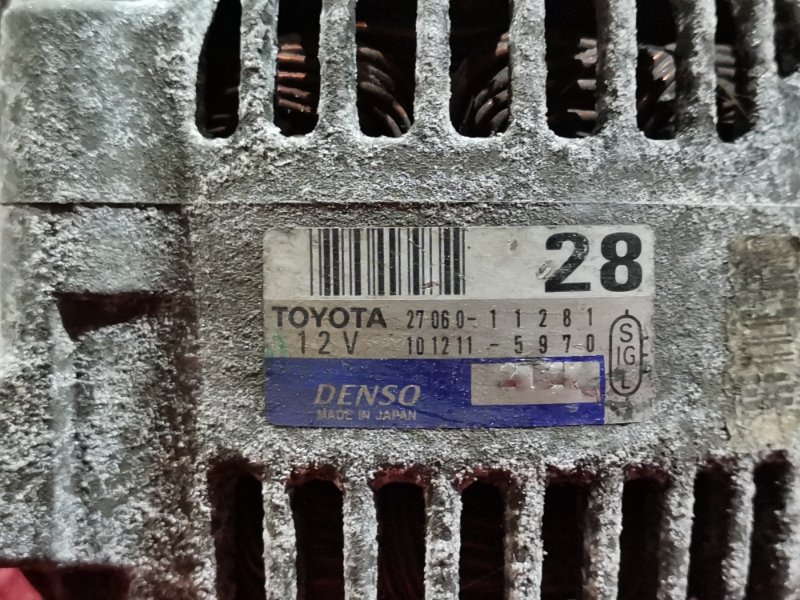 28
TOYOTA 27060-11281
12V 101211-5970
S
IG
L
DENSO
MADE IN JAPAN